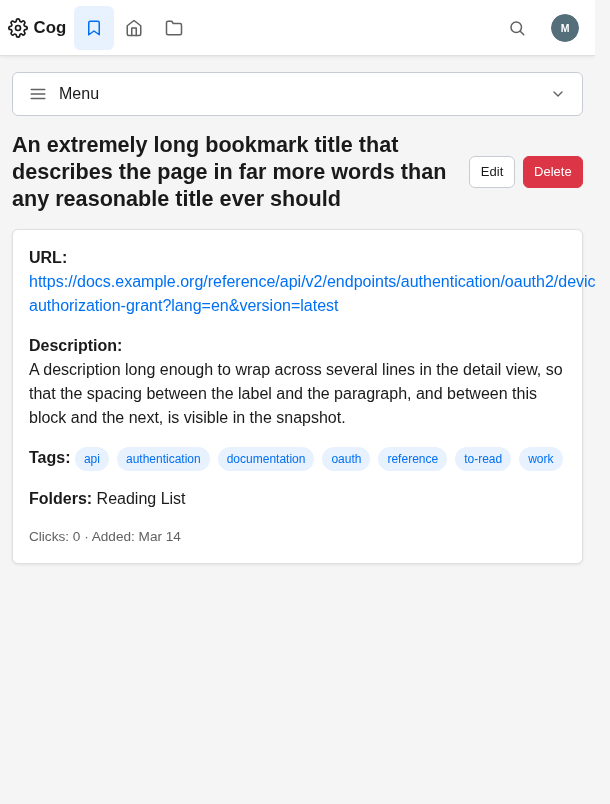 Cog
M
Menu
An extremely long bookmark title that
describes the page in far more words than
any reasonable title ever should
Edit
Delete
URL:
https://docs.example.org/reference/api/v2/endpoints/authentication/oauth2/devic
authorization-grant?lang=en&version=latest
Description:
A description long enough to wrap across several lines in the detail view, so
that the spacing between the label and the paragraph, and between this
block and the next, is visible in the snapshot.
Tags: api authentication documentation oauth reference to-read work
Folders: Reading List
Clicks: 0 · Added: Mar 14